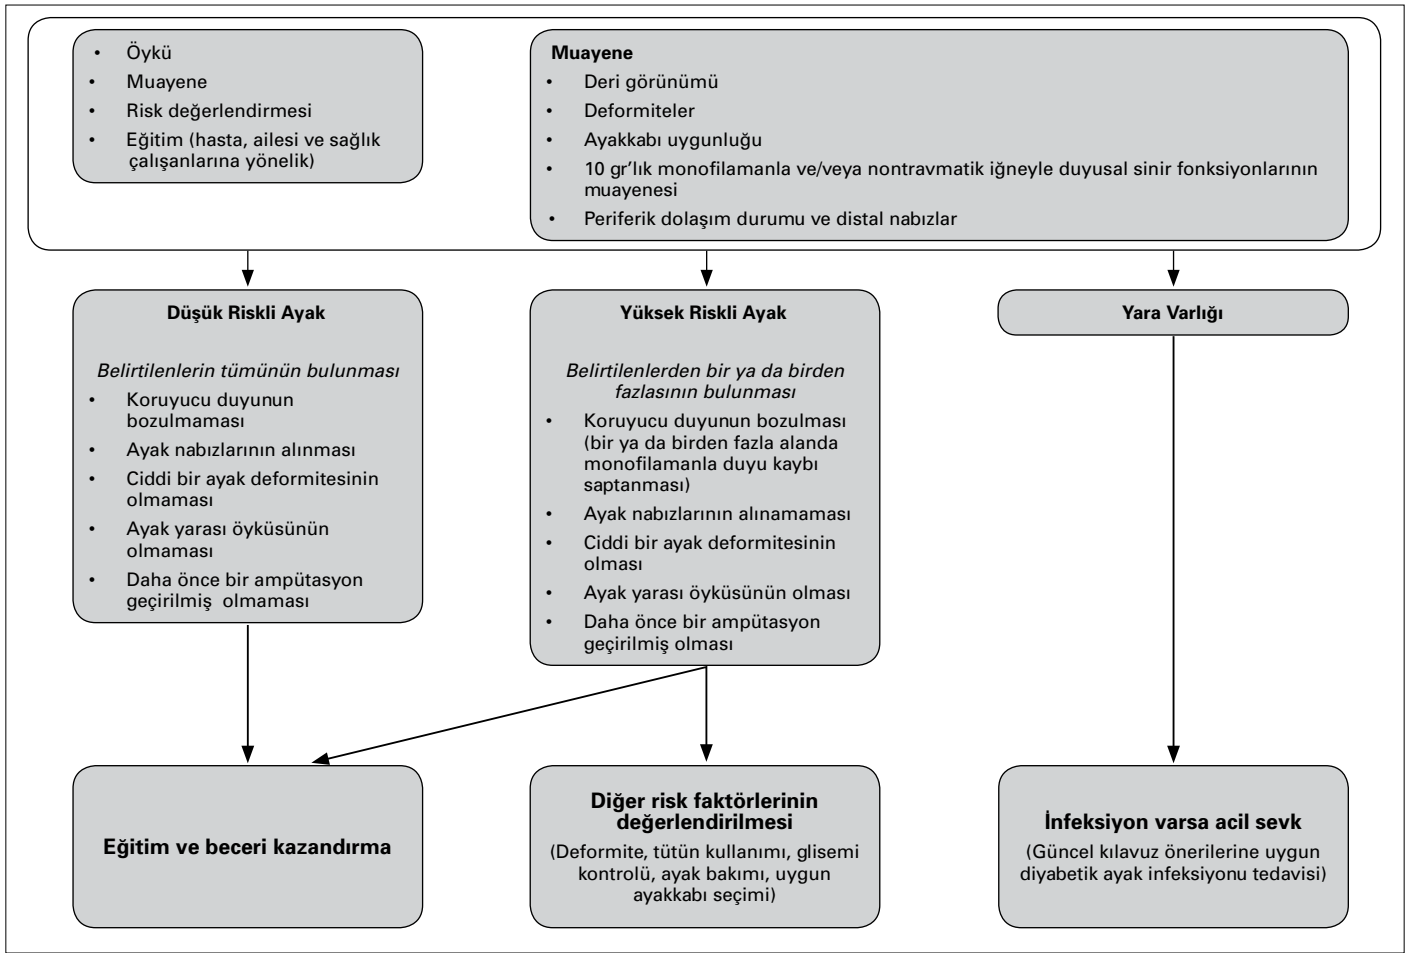 • Öykü
• Muayene
• Risk değerlendirmesi
• Eğitim (hasta, ailesi ve sağlık
çalışanlarına yönelik)
Muayene
• Deri görünümü
• Deformiteler
• Ayakkabı uygunluğu
• 10 gr’lık monofilamanla ve/veya nontravmatik iğneyle duyusal sinir fonksiyonlarının
muayenesi
• Periferik dolaşım durumu ve distal nabızlar
Düşük Riskli Ayak
Belirtilenlerin tümünün bulunması
• Koruyucu duyunun
bozulmaması
• Ayak nabızlarının alınması
• Ciddi bir ayak deformitesinin
olmaması
• Ayak yarası öyküsünün
olmaması
• Daha önce bir ampütasyon
geçirilmiş olmaması
Yüksek Riskli Ayak
Belirtilenlerden bir ya da birden
fazlasının bulunması
• Koruyucu duyunun bozulması
(bir ya da birden fazla alanda
monofilamanla duyu kaybı
saptanması)
• Ayak nabızlarının alınamaması
• Ciddi bir ayak deformitesinin
olması
• Ayak yarası öyküsünün olması
• Daha önce bir ampütasyon
geçirilmiş olması
Yara Varlığı
Eğitim ve beceri kazandırma
Diğer risk faktörlerinin
değerlendirilmesi
(Deformite, tütün kullanımı, glisemi
kontrolü, ayak bakımı, uygun
ayakkabı seçimi)
İnfeksiyon varsa acil sevk
(Güncel kılavuz önerilerine uygun
diyabetik ayak infeksiyonu tedavisi)